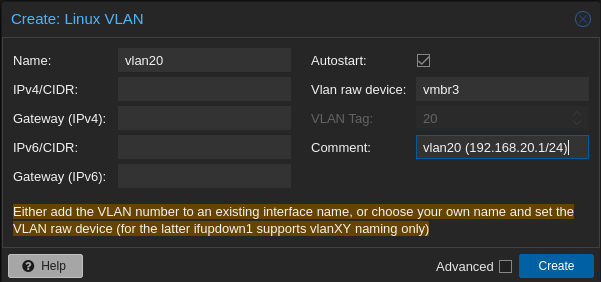 Create: Linux VLAN
Name: vlan20 Autostart:
IPv4/CIDR: Vlan raw device: vmbr3
Gateway (IPv4): VLAN Tag: 20
IPv6/CIDR: Comment: vlan20 (192.168.20.1/24)
Gateway (IPv6):
Either add the VLAN number to an existing interface name, or choose your own name and set the
VLAN raw device (for the latter ifupdown1 supports vlanXY naming only)
Help Advanced Create